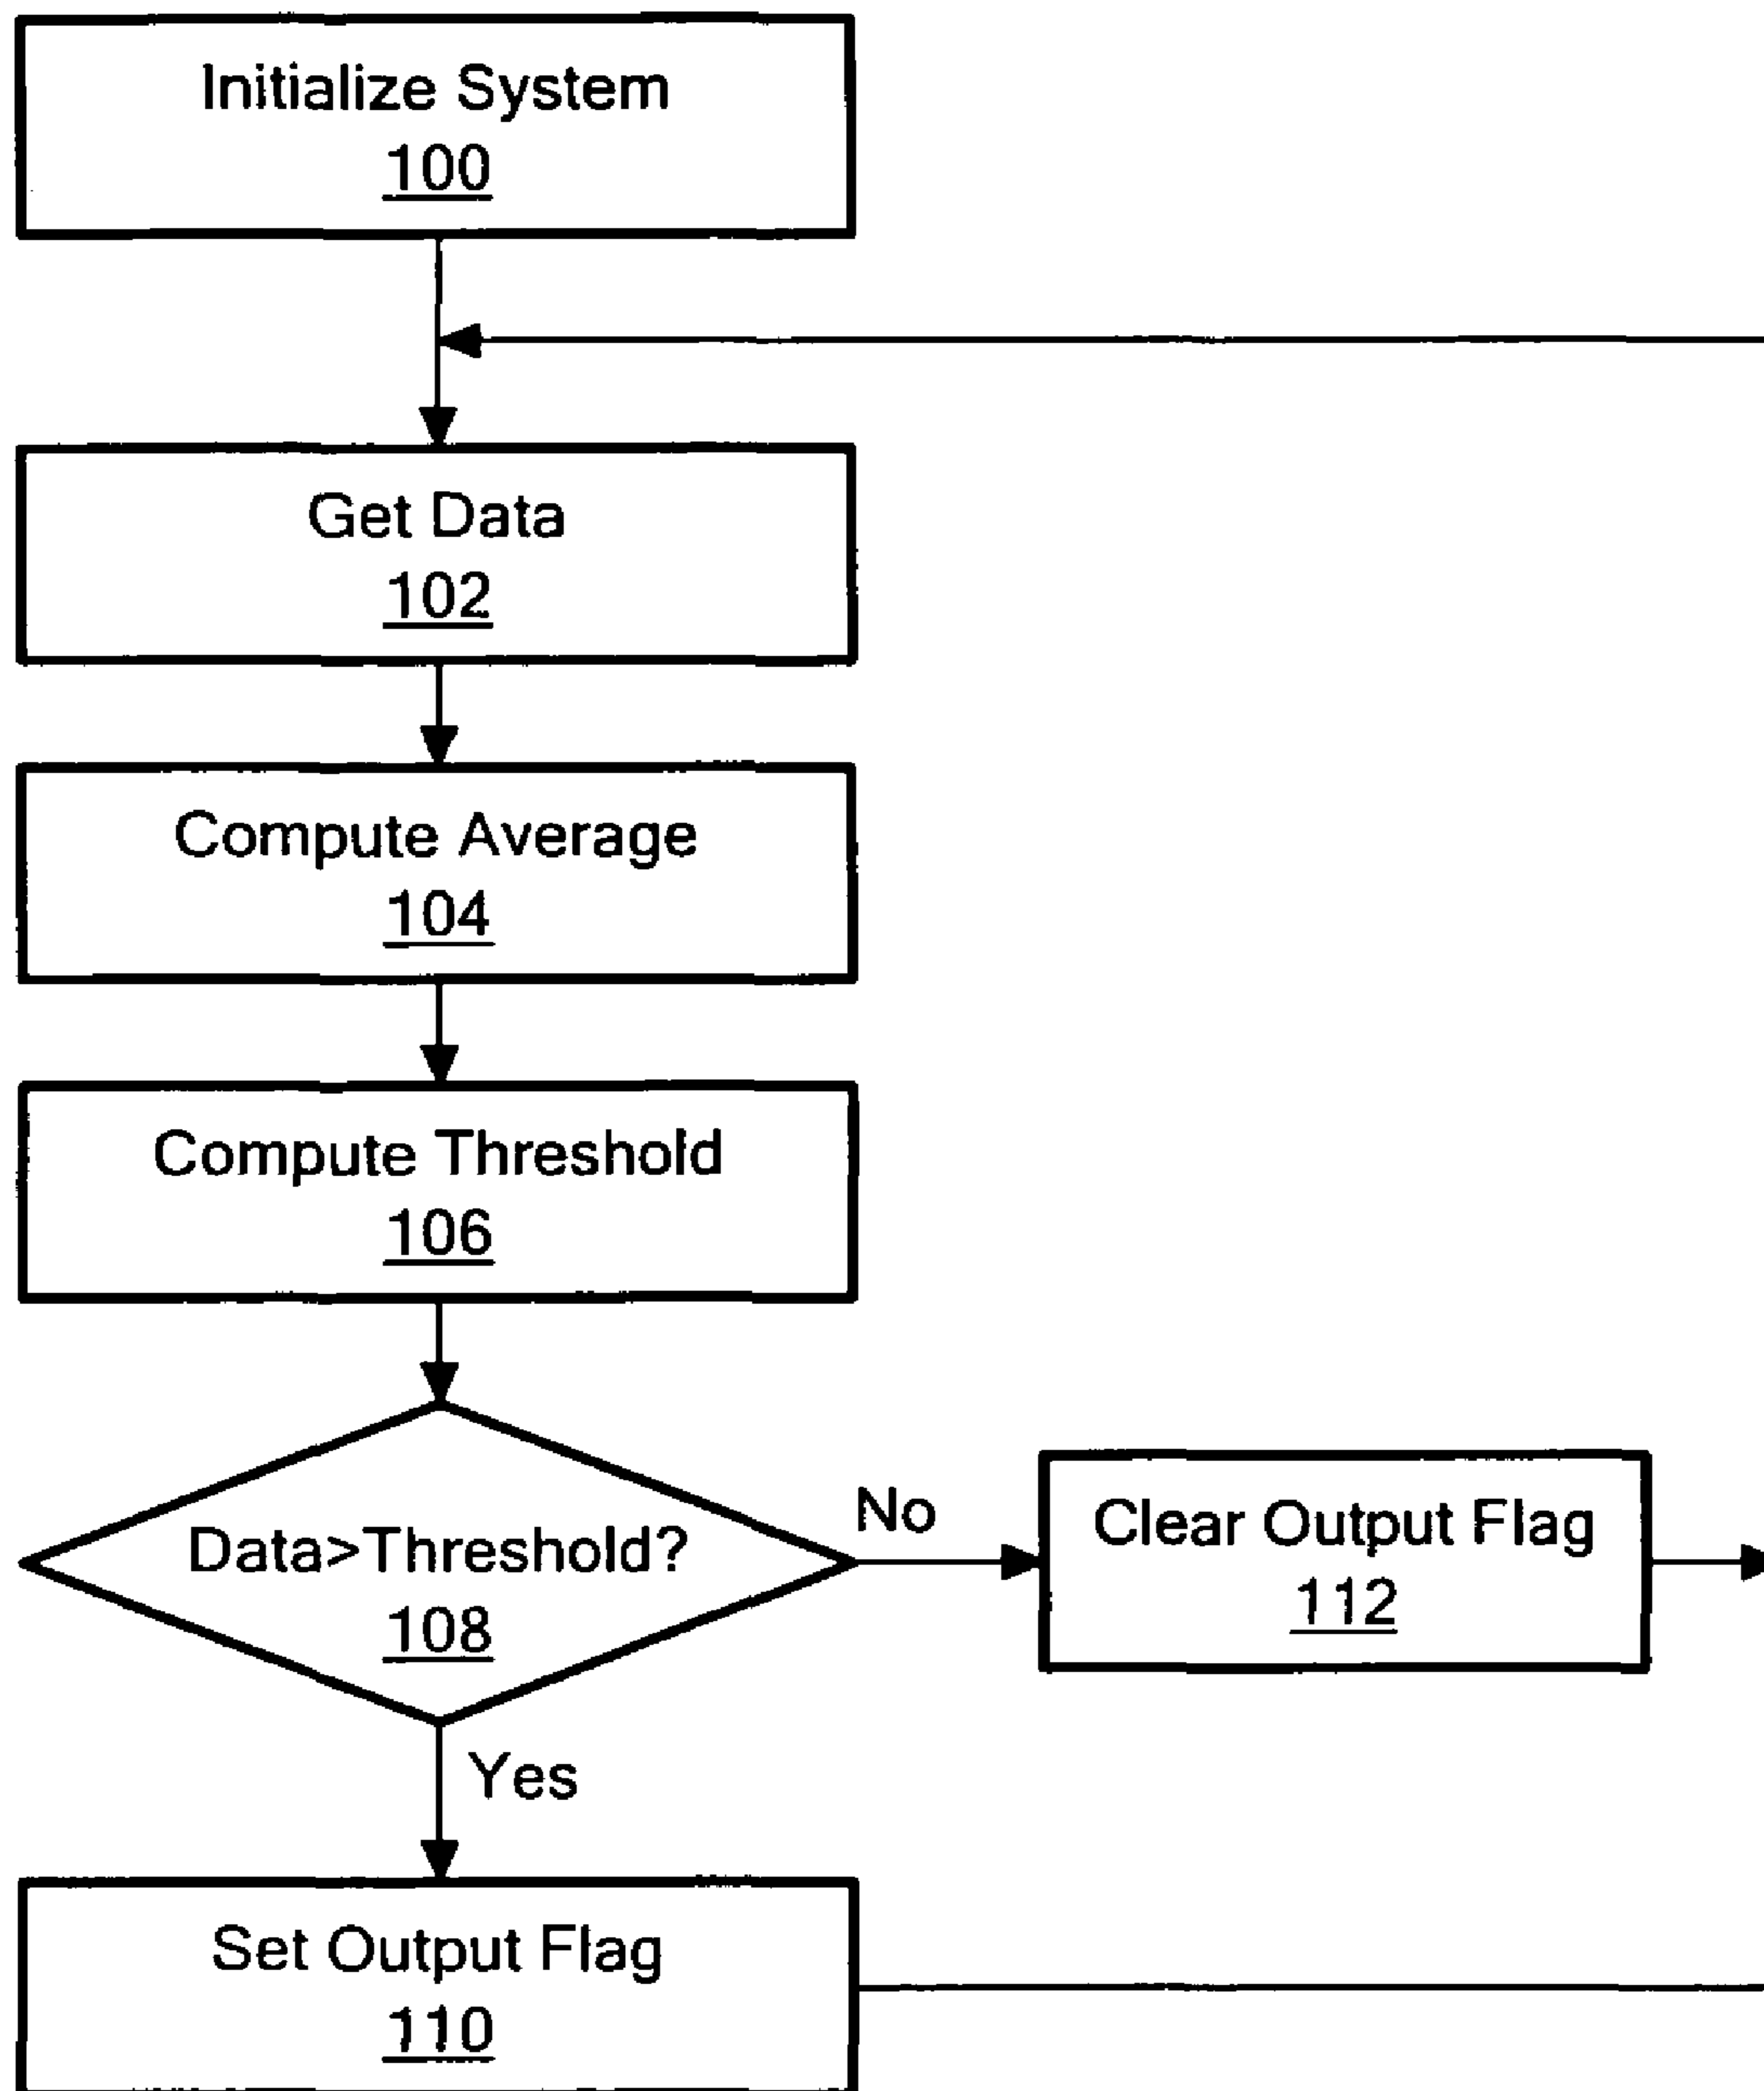 Initialize System
100
Get Data
102
Compute Average
104
Compute Threshold
106
Data>Threshold?
108
No
Clear Output Flag
112
Yes
Set Output Flag
110